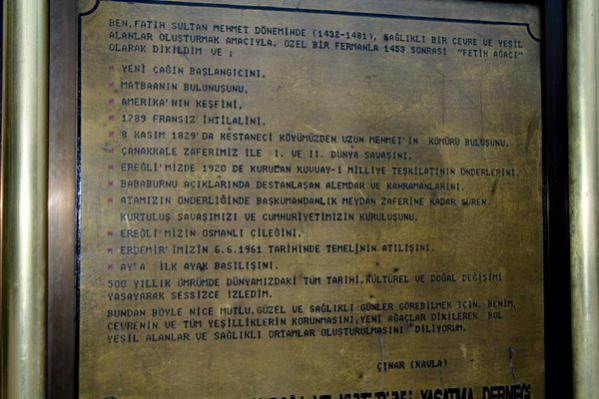 BEN, FATİH SULTAN MEHMET DÖNEMİNDE (1432-1481), SAĞLIKLI BİR ÇEVRE VE YEŞİL
ALANLAR OLUŞTURMAK AMACIYLA, ÖZEL BİR FERMANLA 1453 SONRASI "FETİH AĞACI"
OLARAK DİKİLDİM VE ;
* YENİ ÇAĞIN BAŞLANGICINI,
* MATBAANIN BULUNUŞUNU,
* AMERİKA'NIN KEŞFİNİ,
* 1789 FRANSIZ İHTİLALİNİ,
* 8 KASIM 1829'DA KESTANECİ KÖYÜMÜZDEN UZUN MEHMET'İN KÖMÜRÜ BULUŞUNU,
* ÇANAKKALE ZAFERİMİZ İLE I. VE II. DÜNYA SAVAŞINI,
* EREĞLİ'MİZDE 1920 DE KURULAN KUVVAY-İ MİLLİYE TEŞKİLATININ ÖNDERLERİNİ,
* BABABURNU AÇIKLARINDA DESTANLAŞAN ALEMDAR VE KAHRAMANLARINI,
* ATAMIZIN ÖNDERLİĞİNDE BAŞKUMANDANLIK MEYDAN ZAFERİNE KADAR SÜREN
KURTULUŞ SAVAŞIMIZI VE CUMHURİYETİMİZİN KURULUŞUNU,
* EREĞLİ'MİZİN OSMANLI ÇİLEĞİNİ,
* ERDEMİR'İMİZİN 6.6.1961 TARİHİNDE TEMELİNİN ATILIŞINI,
* AY'A İLK AYAK BASILIŞINI,
500 YILLIK ÖMRÜMDE DÜNYAMIZDAKİ TÜM TARİHİ, KÜLTÜREL VE DOĞAL DEĞİŞİMİ
YAŞAYARAK SESSİZCE İZLEDİM.
BUNDAN BÖYLE NİCE MUTLU, GÜZEL VE SAĞLIKLI GÜNLER GÖREBİLMEK İÇİN, BENİM,
ÇEVRENİN VE TÜM YEŞİLLİKLERİN KORUNMASINI, YENİ AĞAÇLAR DİKİLEREK BOL
YEŞİL ALANLAR VE SAĞLIKLI ORTAMLAR OLUŞTURULMASINI DİLİYORUM.
ÇINAR (KAVLA)
YAŞATMA DERNEĞİ